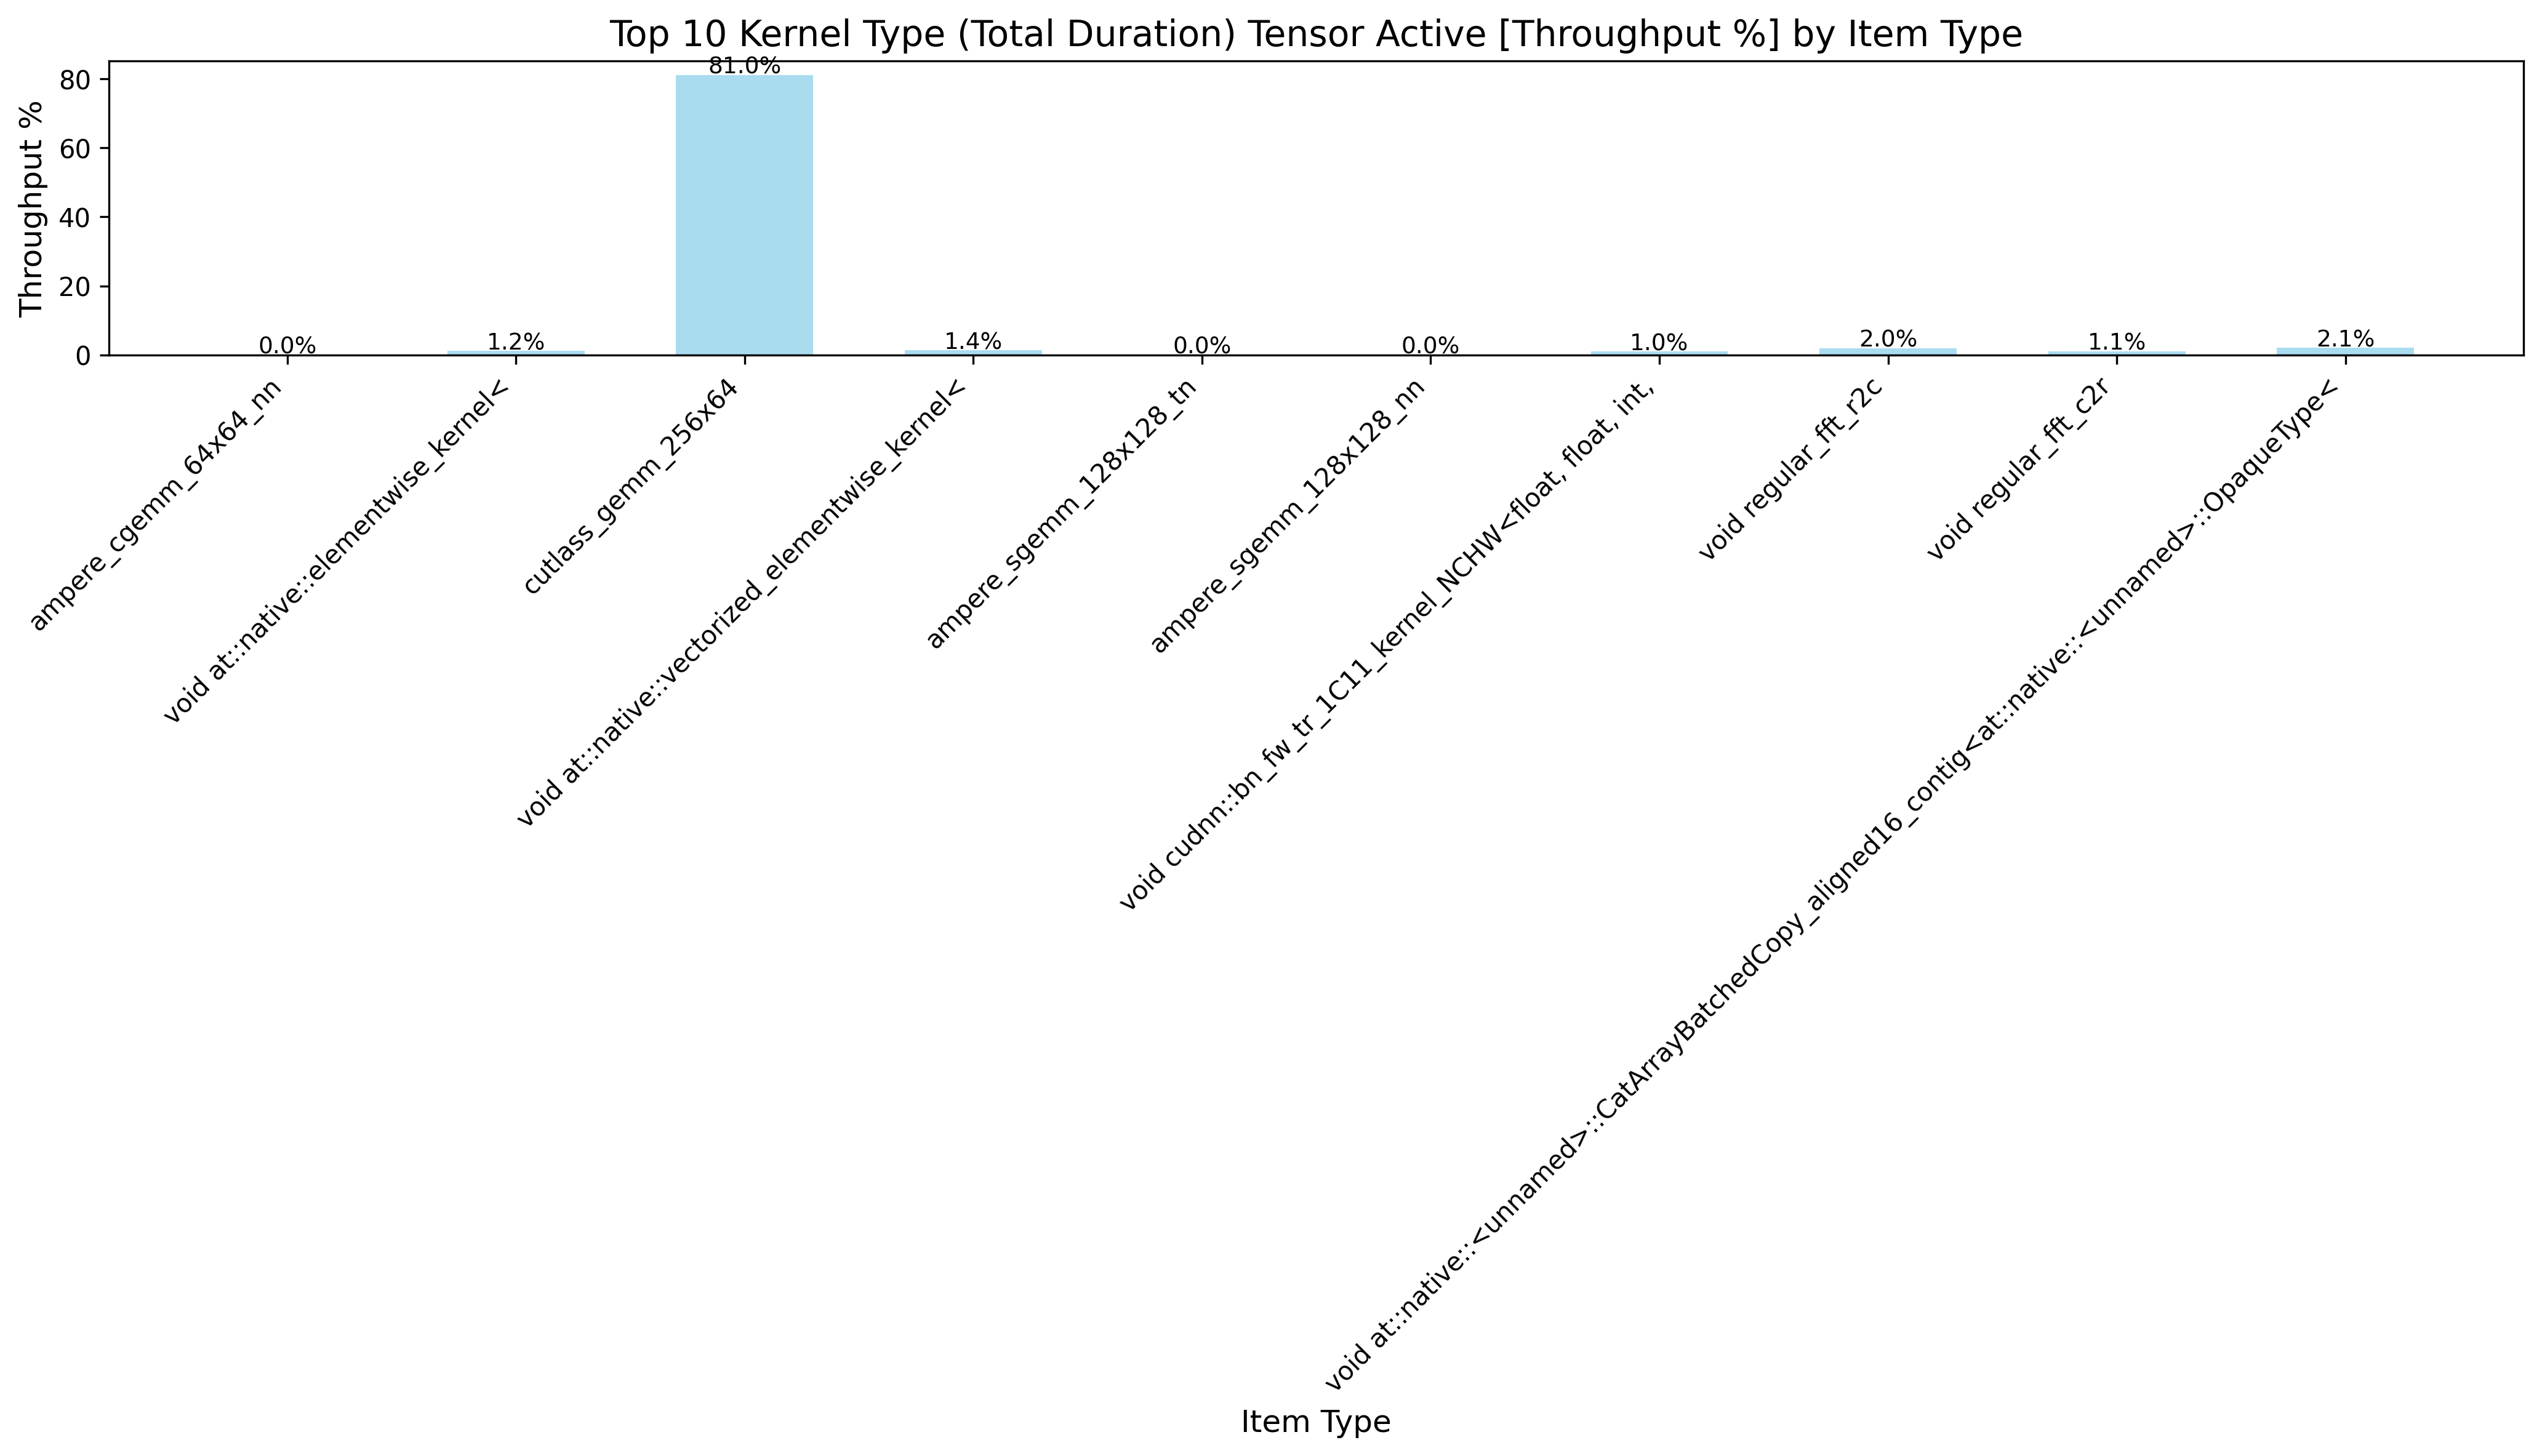 Top 10 Kernel Type (Total Duration) Tensor Active [Throughput %] by Item Type
Throughput %
80
60
40
20
0
0.0%
1.2%
81.0%
1.4%
0.0%
0.0%
1.0%
2.0%
1.1%
2.1%
ampere_cgemm_64x64_nn
void at::native::elementwise_kernel<
cutlass_gemm_256x64
void at::native::vectorized_elementwise_kernel<
ampere_sgemm_128x128_tn
ampere_sgemm_128x128_nn
void cudnn::bn_fw_tr_1C11_kernel_NCHW<float, float, int,
void regular_fft_r2c
void regular_fft_c2r
void at::native::<unnamed>::CatArrayBatchedCopy_aligned16_contig<at::native::<unnamed>::OpaqueType<
Item Type